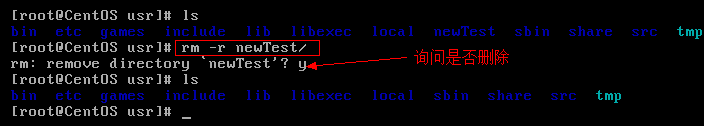 [root@CentOS usr]# ls
bin  etc  games  include  lib  libexec  local  newTest  sbin  share  src  tmp
[root@CentOS usr]# rm -r newTest/
rm: remove directory `newTest'? y 询问是否删除
[root@CentOS usr]# ls
bin  etc  games  include  lib  libexec  local  sbin  share  src  tmp
[root@CentOS usr]# _